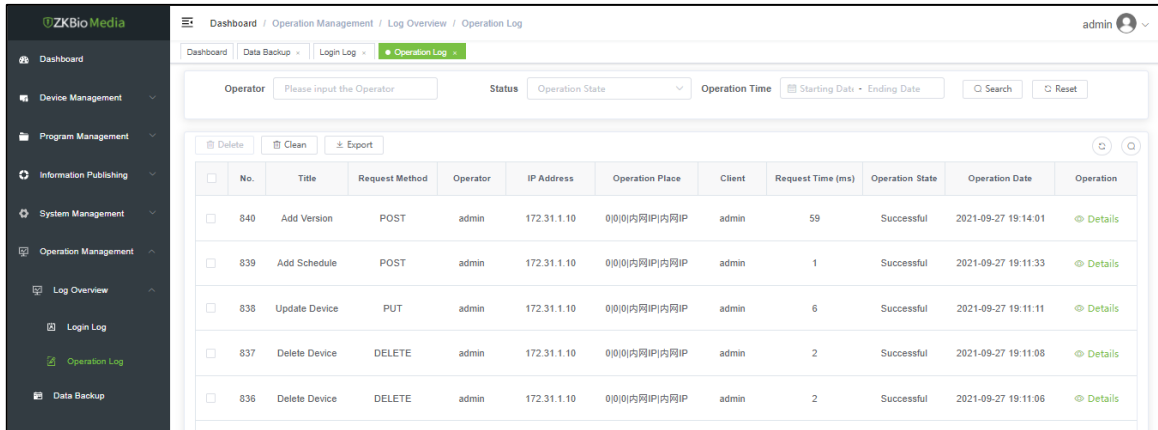 ZKBio Media
Dashboard / Operation Management / Log Overview / Operation Log
admin
Dashboard
Data Backup ×
Login Log ×
Operation Log ×
Dashboard
Device Management
Program Management
Information Publishing
System Management
Operation Management
Log Overview
Login Log
Operation Log
Data Backup
Operator Please input the Operator Status Operation State Operation Time Starting Date - Ending Date Search Reset
Delete Clean Export
No. Title Request Method Operator IP Address Operation Place Client Request Time (ms) Operation State Operation Date Operation
840 Add Version POST admin 172.31.1.10 0|0|0|内网IP|内网IP admin 59 Successful 2021-09-27 19:14:01 Details
839 Add Schedule POST admin 172.31.1.10 0|0|0|内网IP|内网IP admin 1 Successful 2021-09-27 19:11:33 Details
838 Update Device PUT admin 172.31.1.10 0|0|0|内网IP|内网IP admin 6 Successful 2021-09-27 19:11:11 Details
837 Delete Device DELETE admin 172.31.1.10 0|0|0|内网IP|内网IP admin 2 Successful 2021-09-27 19:11:08 Details
836 Delete Device DELETE admin 172.31.1.10 0|0|0|内网IP|内网IP admin 2 Successful 2021-09-27 19:11:06 Details